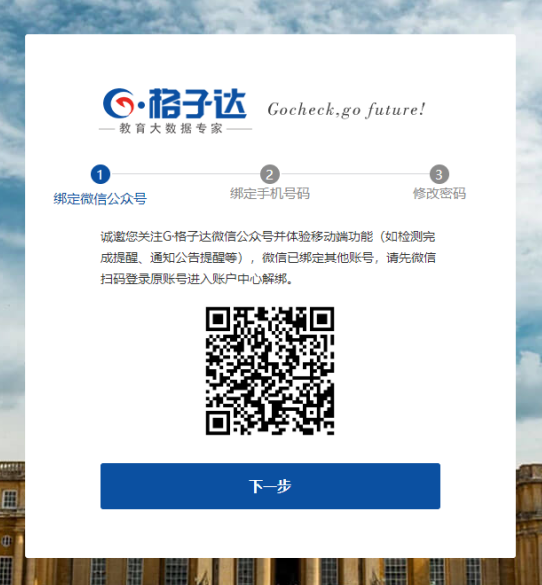 G·格子达
教育大数据专家
Gocheck,go future!
1
2
3
绑定微信公众号
绑定手机号码
修改密码
诚邀您关注G·格子达微信公众号并体验移动端功能（如检测完
成提醒、通知公告提醒等），微信已绑定其他账号，请先微信
扫码登录原账号进入账户中心解绑。
下一步